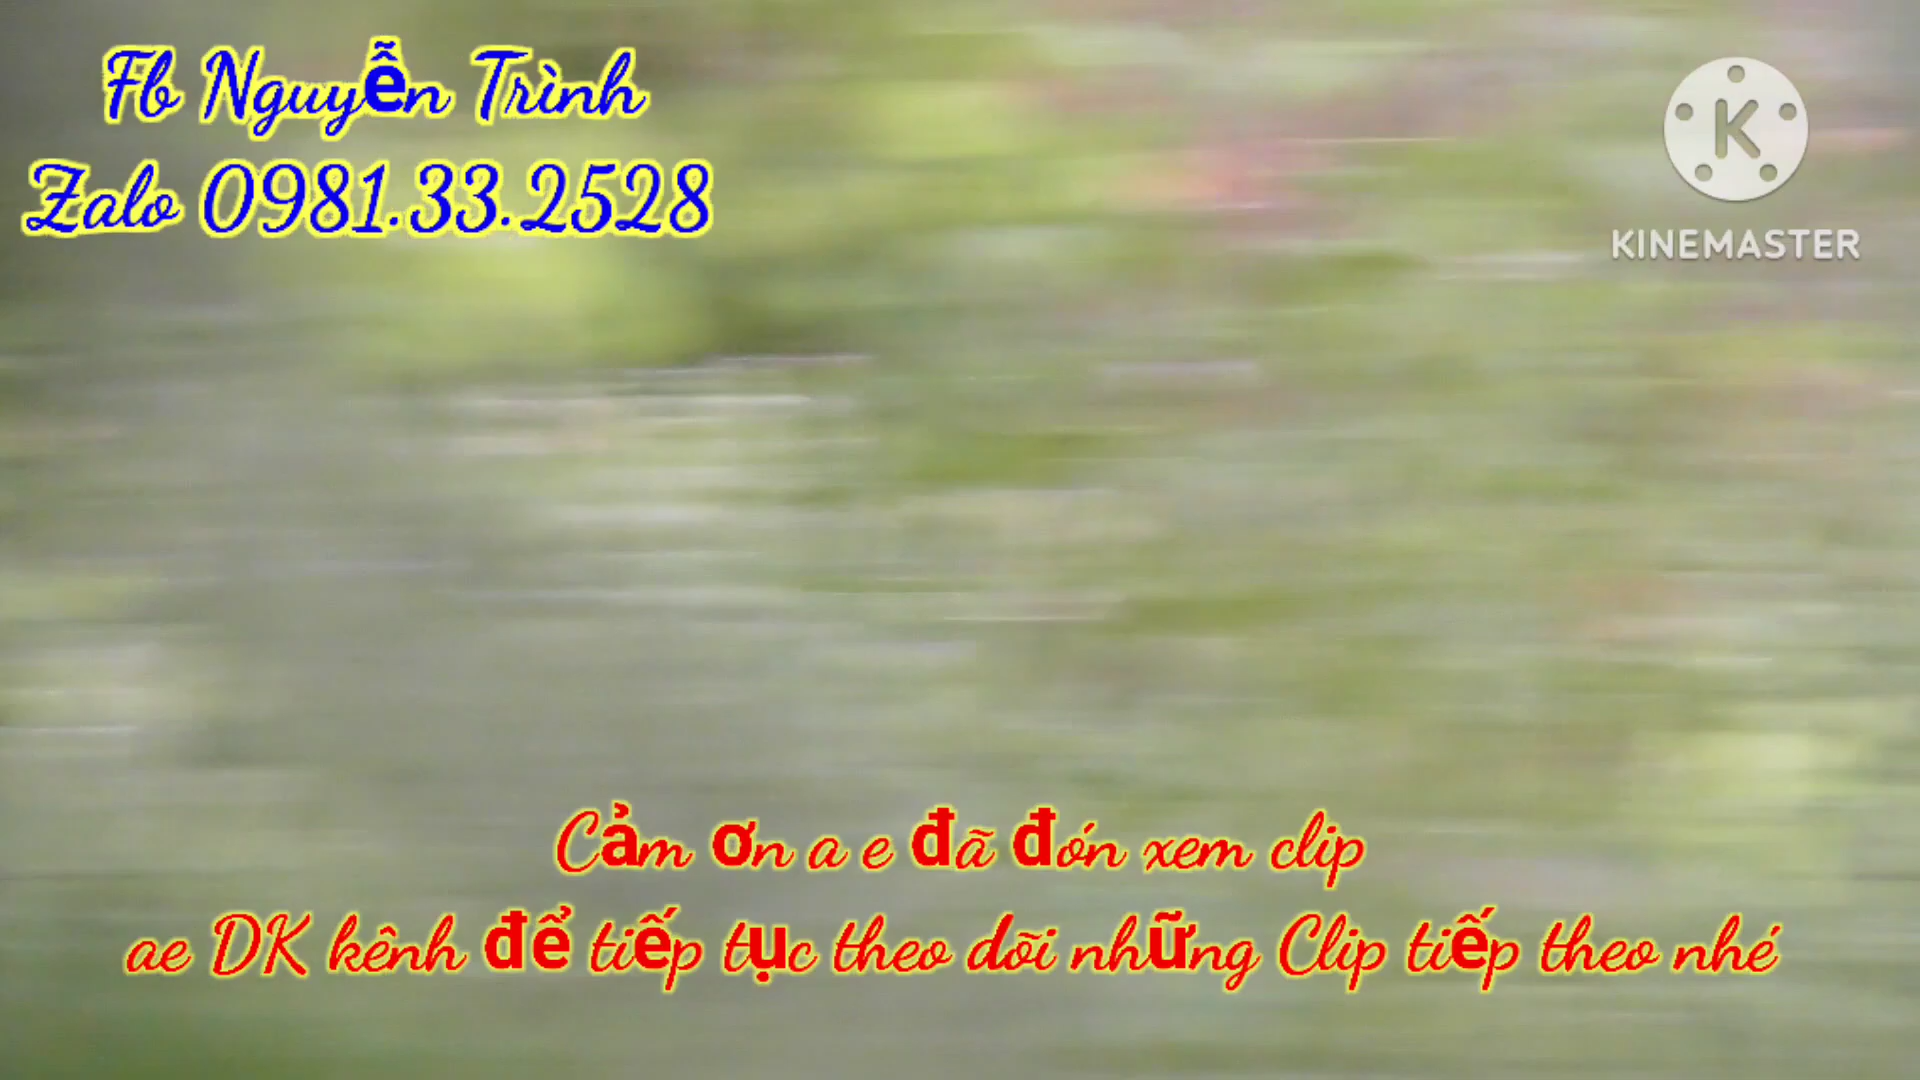 Fb Nguyễn Trình
Zalo 0981.33.2528
K
KINEMASTER
Cảm ơn a e đã đón xem clip
ae DK kênh để tiếp tục theo dõi những Clip tiếp theo nhé